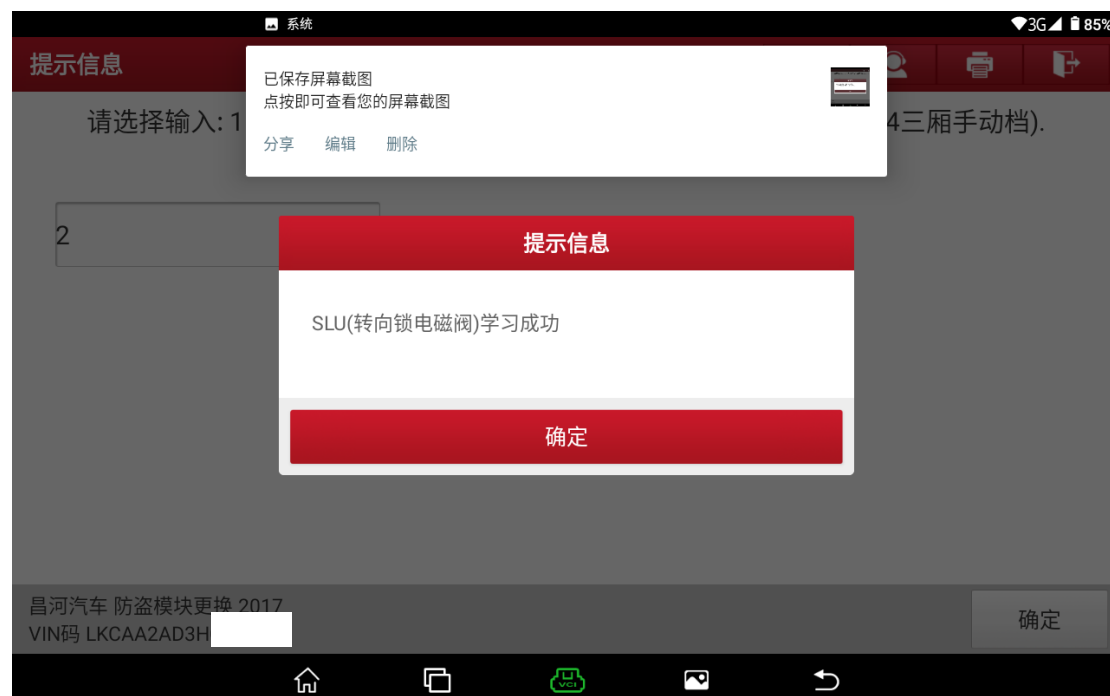 系统
3G 85%
提示信息
已保存屏幕截图
点按即可查看您的屏幕截图
分享 编辑 删除
请选择输入: 1
4三厢手动档).
2
提示信息
SLU(转向锁电磁阀)学习成功
确定
昌河汽车 防盗模块更换 2017
VIN码 LKCAA2AD3H
确定
VCI